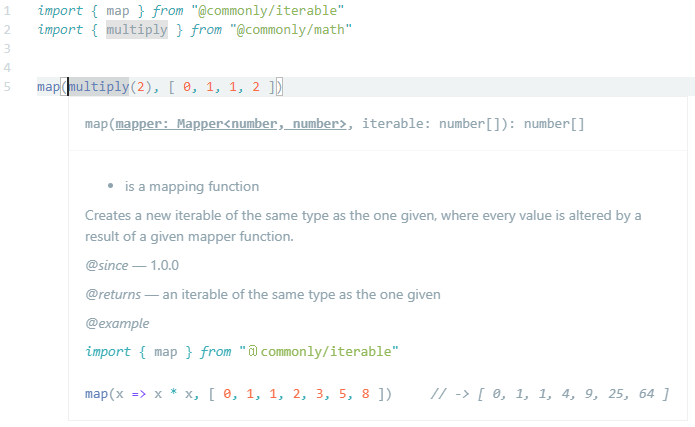 1 import { map } from "@commonly/iterable"
2 import { multiply } from "@commonly/math"
3
4
5 map(multiply(2), [ 0, 1, 1, 2 ])
map(mapper: Mapper<number, number>, iterable: number[]): number[]
• is a mapping function
Creates a new iterable of the same type as the one given, where every value is altered by a
result of a given mapper function.
@since — 1.0.0
@returns — an iterable of the same type as the one given
@example
import { map } from "@commonly/iterable"
map(x => x * x, [ 0, 1, 1, 2, 3, 5, 8 ]) // -> [ 0, 1, 1, 4, 9, 25, 64 ]